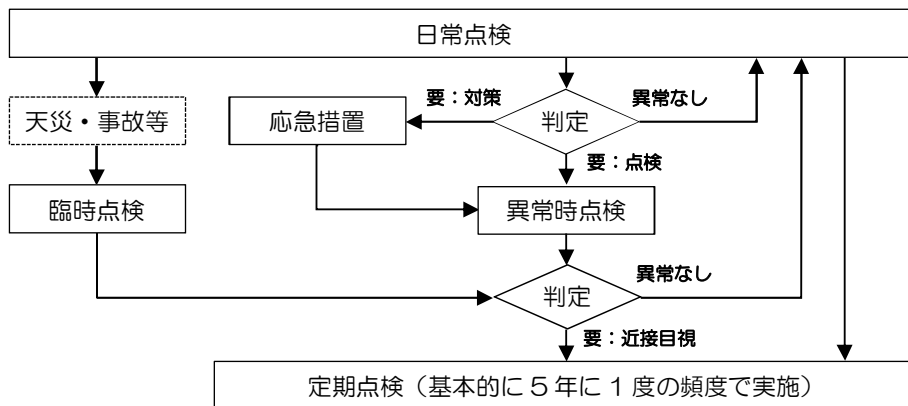 日常点検
天災・事故等
応急措置
要：対策
判定
異常なし
要：点検
臨時点検
異常時点検
判定
異常なし
要：近接目視
定期点検（基本的に５年に１度の頻度で実施）